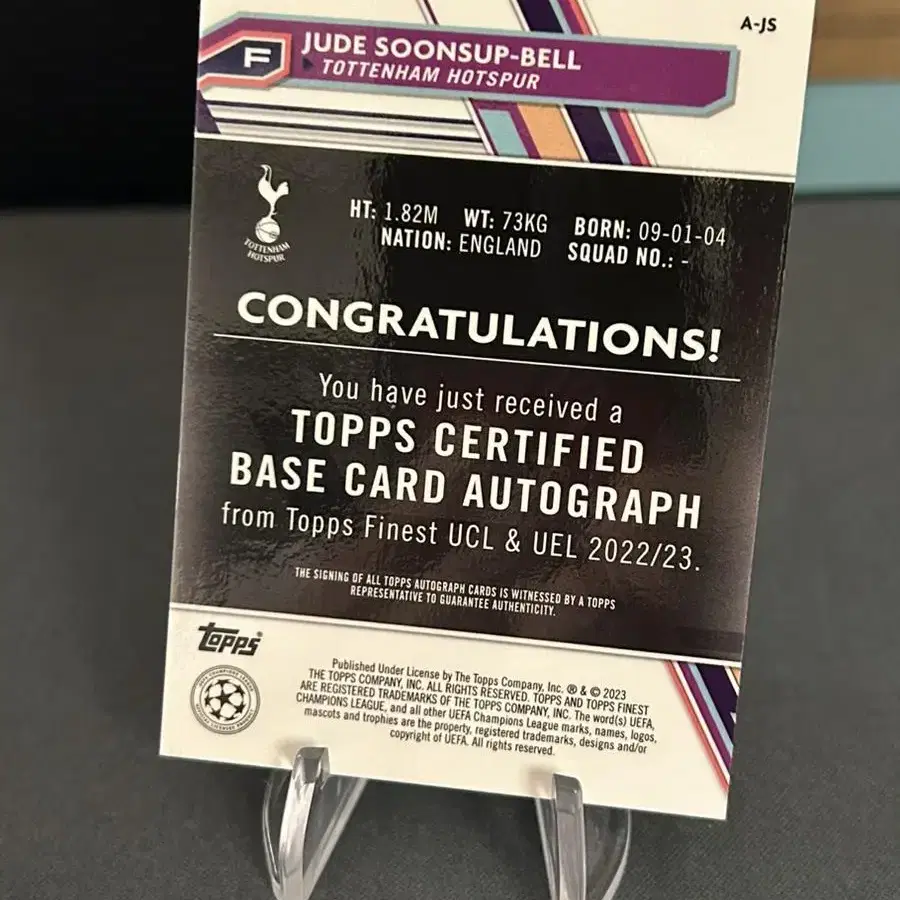 A-JS
F
JUDE SOONSUP-BELL
TOTTENHAM HOTSPUR
HT: 1.82M WT: 73KG BORN: 09-01-04
NATION: ENGLAND SQUAD NO.: -
TOTTENHAM
HOTSPUR
CONGRATULATIONS!
You have just received a
TOPPS CERTIFIED
BASE CARD AUTOGRAPH
from Topps Finest UCL & UEL 2022/23.
THE SIGNING OF ALL TOPPS AUTOGRAPH CARDS IS WITNESSED BY A TOPPS
REPRESENTATIVE TO GUARANTEE AUTHENTICITY.
Topps®
Published Under License by The Topps Company, Inc. ® & © 2023
THE TOPPS COMPANY, INC. ALL RIGHTS RESERVED. TOPPS AND TOPPS FINEST
ARE REGISTERED TRADEMARKS OF THE TOPPS COMPANY, INC. The word(s) UEFA,
CHAMPIONS LEAGUE, and all other UEFA Champions League marks, names, logos,
mascots and trophies are the property, registered trademarks, designs and/or
copyright of UEFA. All rights reserved.